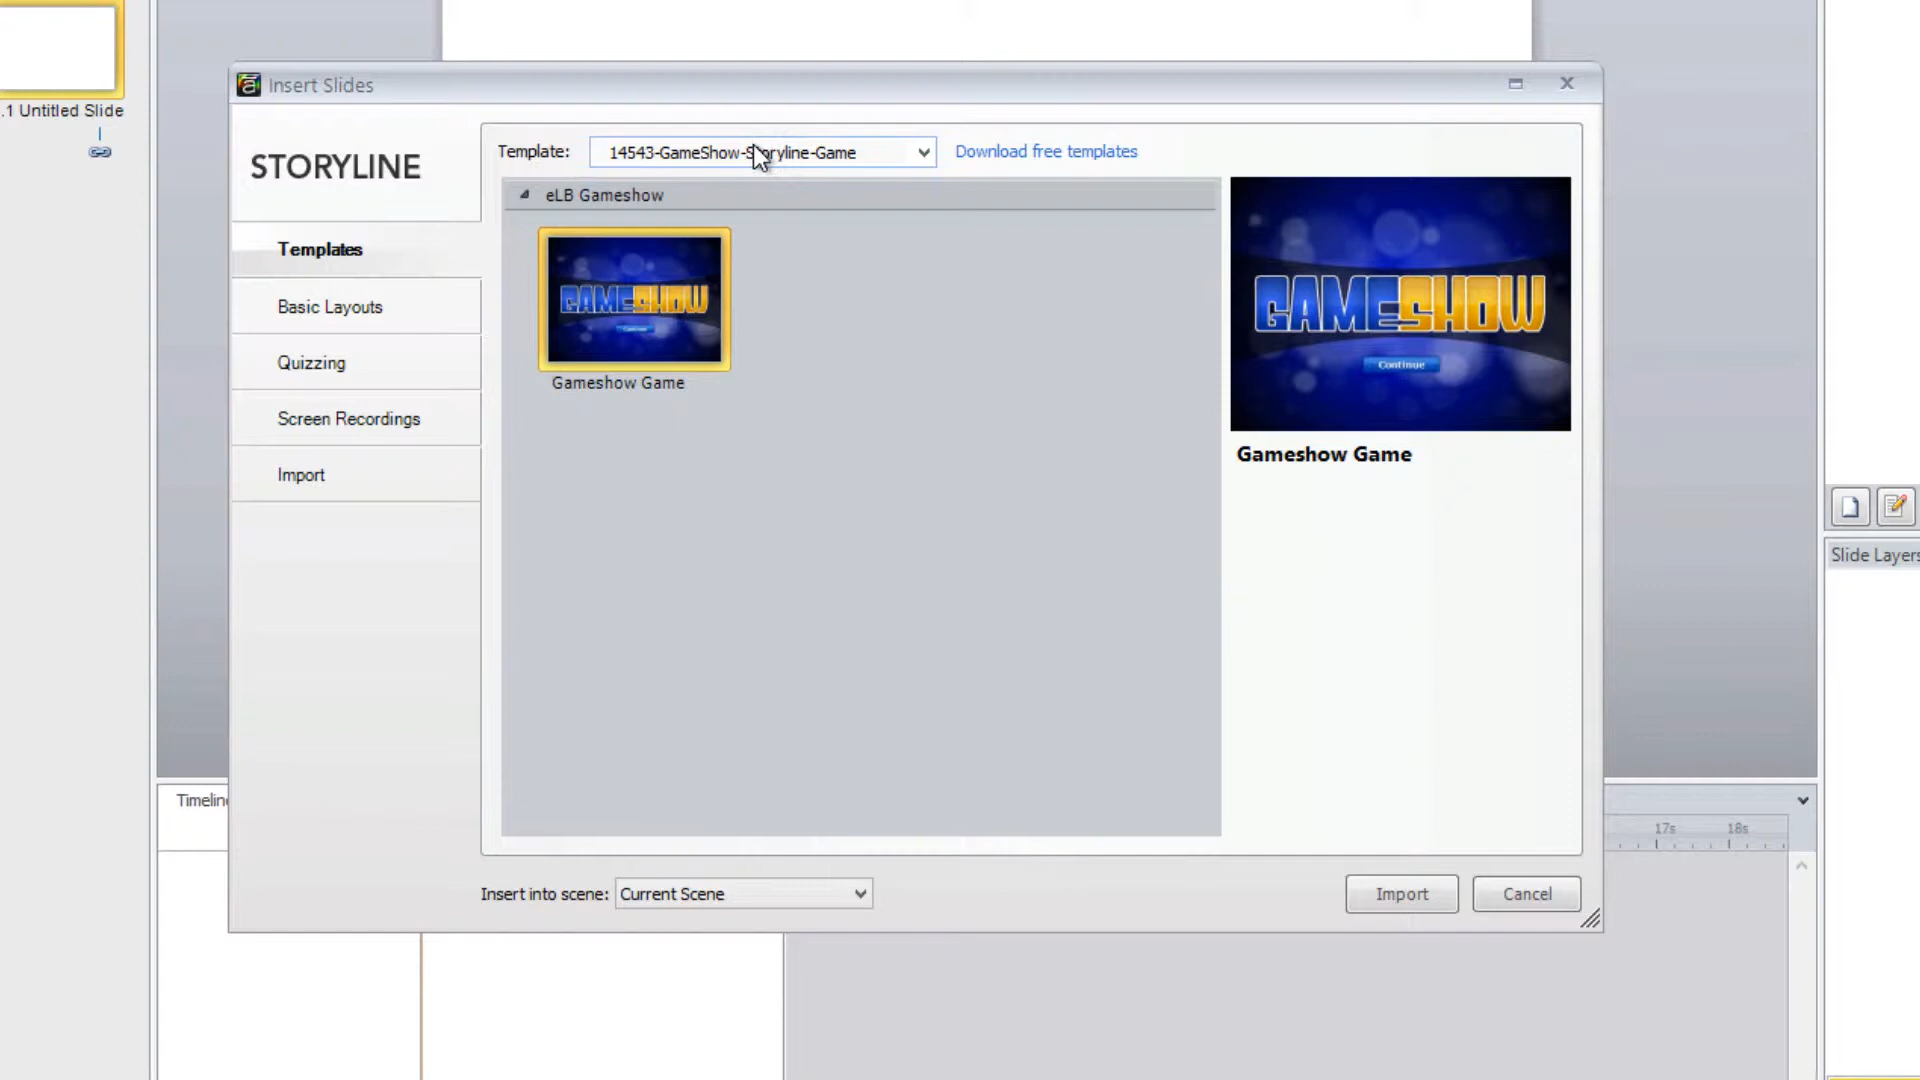 .1 Untitled Slide
Insert Slides
STORYLINE
Templates
Basic Layouts
Quizzing
Screen Recordings
Import
Template:
14543-GameShow-Storyline-Game
Download free templates
eLB Gameshow
GAMESHOW
Continue
Gameshow Game
GAMESHOW
Continue
Gameshow Game
Slide Layers
Timeline
17s
18s
Insert into scene:
Current Scene
Import
Cancel